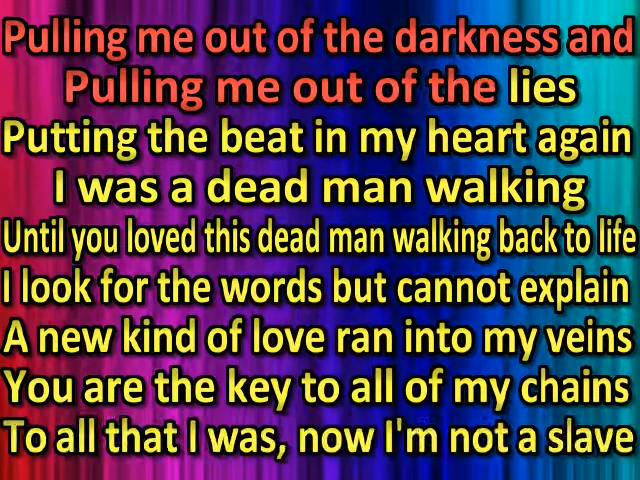 Pulling me out of the darkness and
Pulling me out of the lies
Putting the beat in my heart again
I was a dead man walking
Until you loved this dead man walking back to life
I look for the words but cannot explain
A new kind of love ran into my veins
You are the key to all of my chains
To all that I was, now I'm not a slave